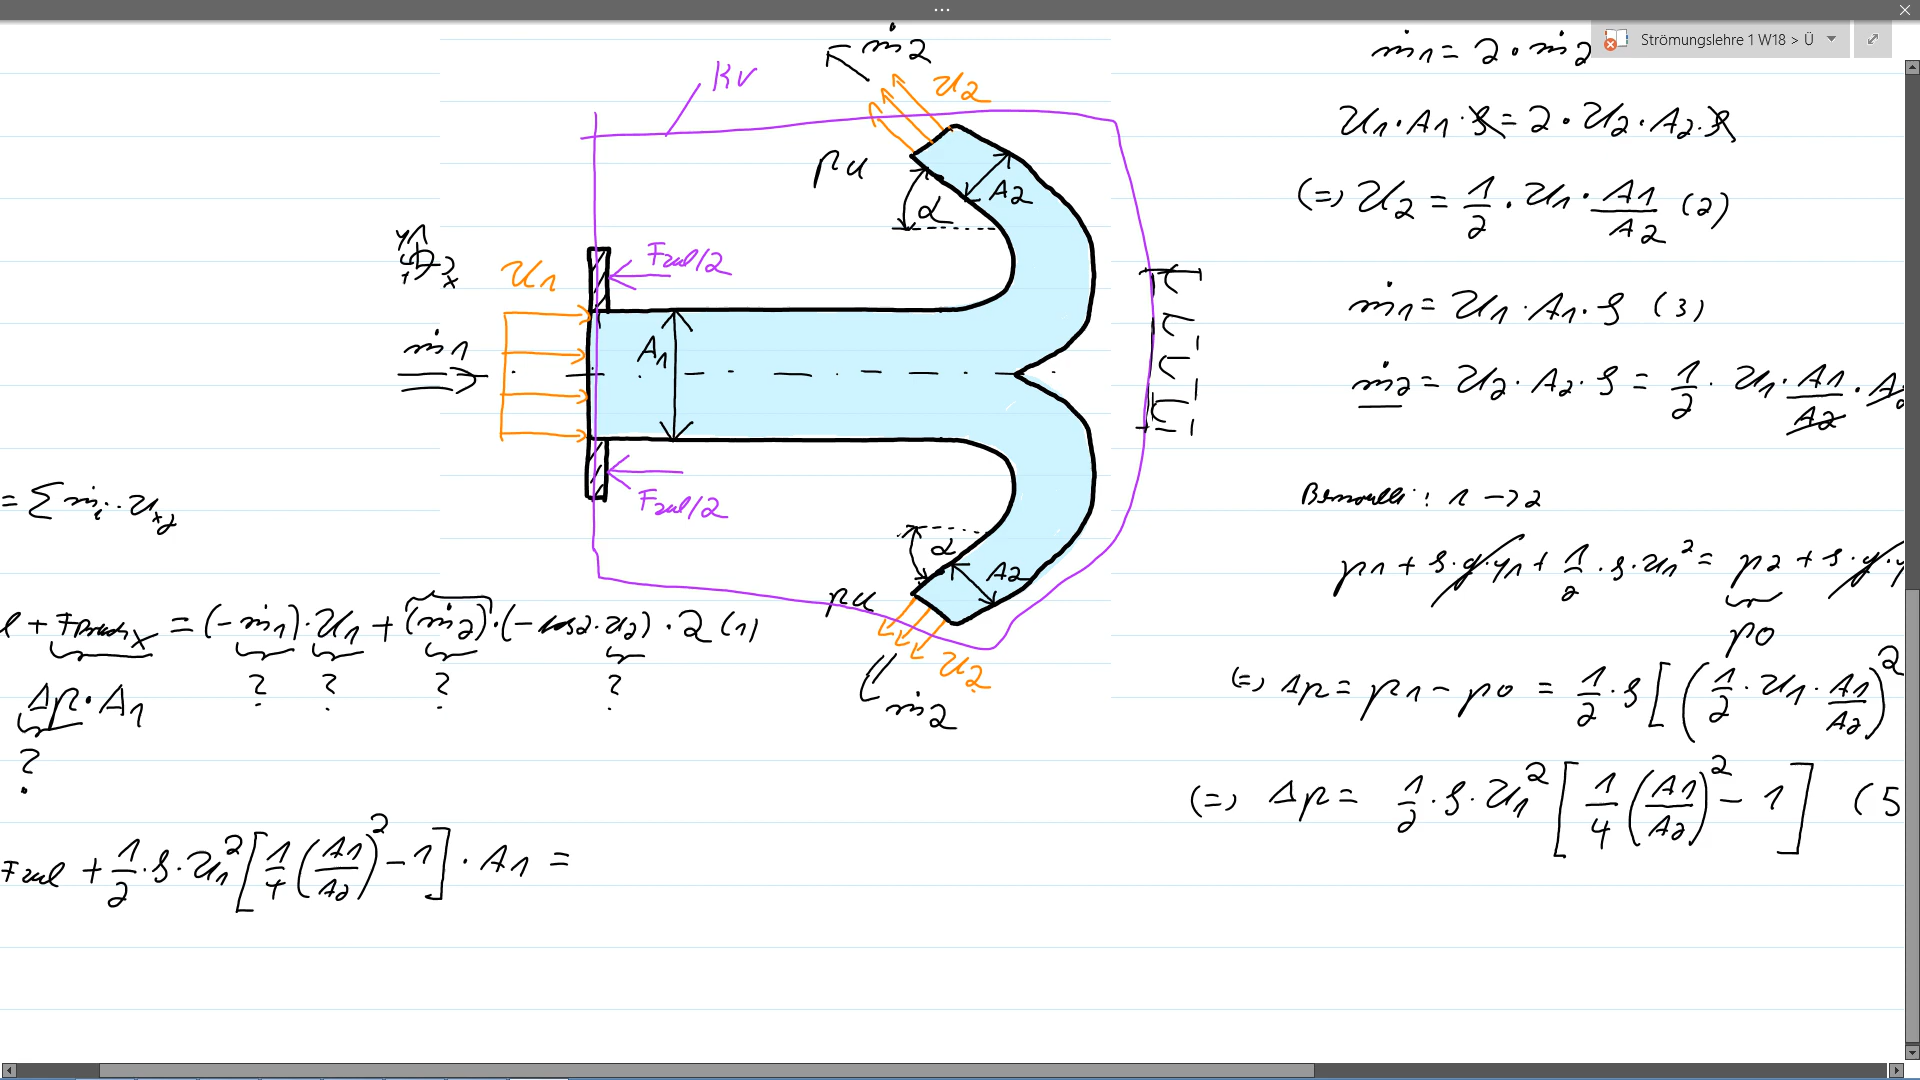 Strömungslehre 1 W18 > Ü
ṁ2
u2
KV
pu
A2
α
y
x
u1
Fzul/2
ṁ1
A1
Fzul/2
α
A2
pu
u2
ṁ2
= Σ ṁi · ux2
+ FDruckx = (-ṁ1) · u1 + (ṁ2) · (-cosα · u2) · 2 (1)
? ? ? ?
Δp · A1
?
Fzul + 1/2 · ρ · u1² [1/4 (A1/A2)² - 1] · A1 =
ṁ1 = 2 · ṁ2
u1 · A1 · ρ = 2 · u2 · A2 · ρ
(=) u2 = 1/2 · u1 · A1/A2 (2)
ṁ1 = u1 · A1 · ρ (3)
ṁ2 = u2 · A2 · ρ = 1/2 · u1 · A1/A2 ·
Bernoulli: 1 -> 2
p1 + ρ · g · y1 + 1/2 · ρ · u1² = p2 + ρ · g · y
p0
(=) Δp = p1 - p0 = 1/2 · ρ [(1/2 · u1 · A1/A2)²
(=) Δp = 1/2 · ρ · u1² [1/4 (A1/A2)² - 1] (5